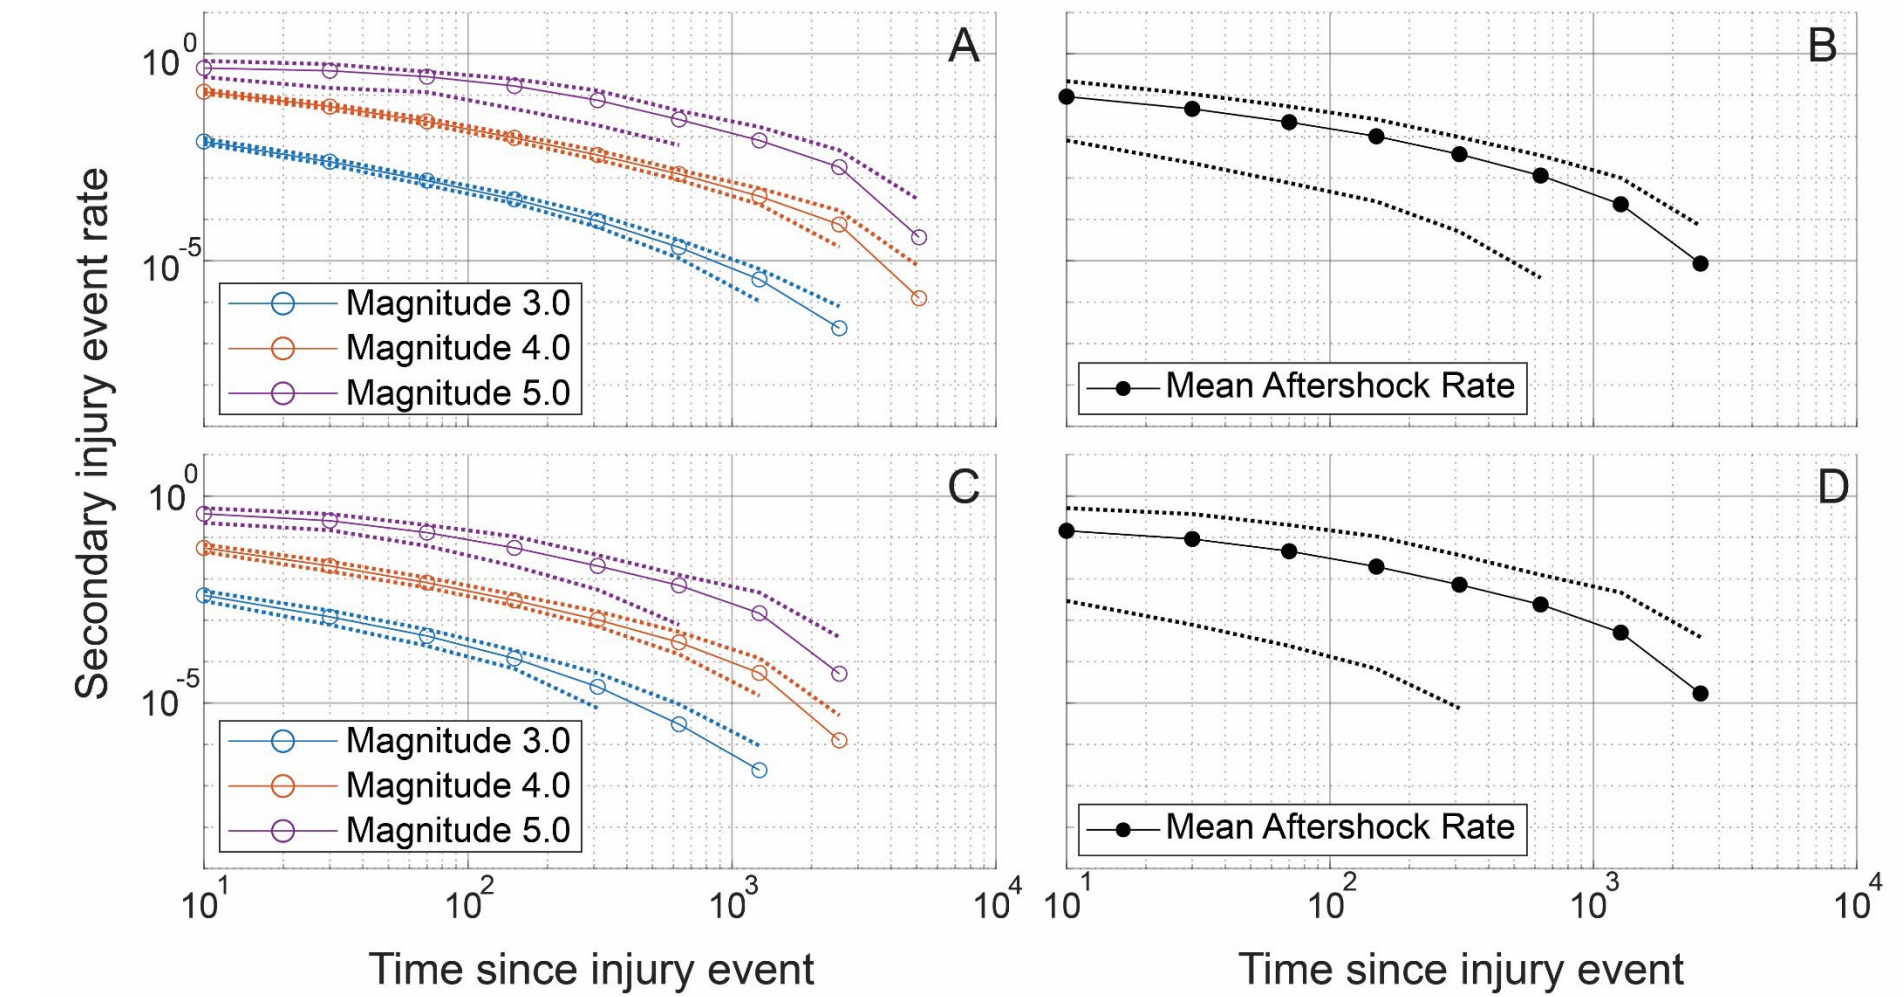 Secondary injury event rate
A
10^0
10^-5
Magnitude 3.0
Magnitude 4.0
Magnitude 5.0
B
Mean Aftershock Rate
C
10^0
10^-5
Magnitude 3.0
Magnitude 4.0
Magnitude 5.0
10^1 10^2 10^3 10^4
Time since injury event
D
Mean Aftershock Rate
10^1 10^2 10^3 10^4
Time since injury event